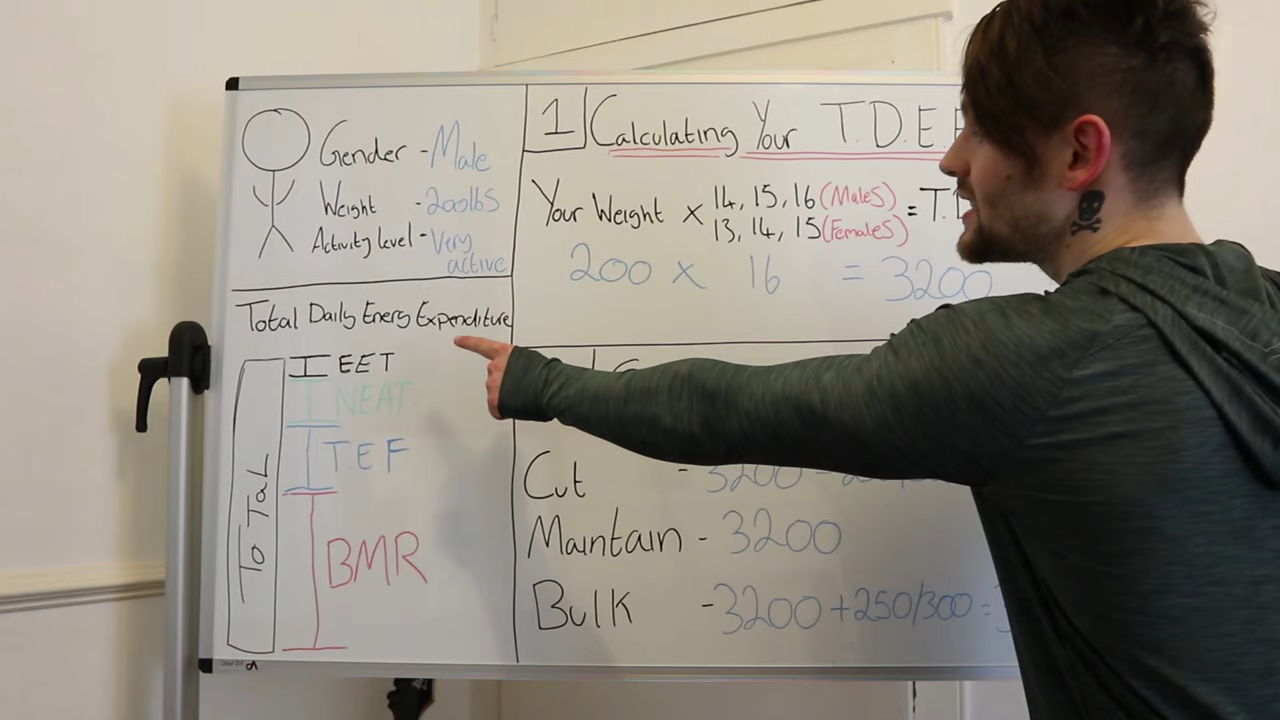 Gender - Male
Weight - 200lbs
Activity level - Very
active
1 Calculating Your T.D.E
Your Weight x 14, 15, 16 (Males) = T.
13, 14, 15 (Females)
200 x 16 = 3200
Total Daily Energy Expenditure
EET
NEAT
T.E.F
BMR
ToTaL
Cut - 3200 -
Maintain - 3200
Bulk - 3200 + 250/300 =